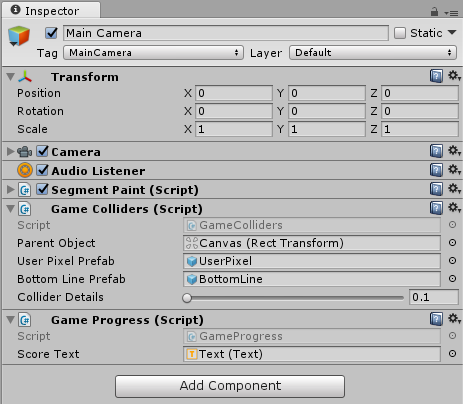 Inspector
Main Camera Static
Tag MainCamera Layer Default
Transform
Position X 0 Y 0 Z 0
Rotation X 0 Y 0 Z 0
Scale X 1 Y 1 Z 1
Camera
Audio Listener
Segment Paint (Script)
Game Colliders (Script)
Script GameColliders
Parent Object Canvas (Rect Transform)
User Pixel Prefab UserPixel
Bottom Line Prefab BottomLine
Collider Details 0.1
Game Progress (Script)
Script GameProgress
Score Text Text (Text)
Add Component